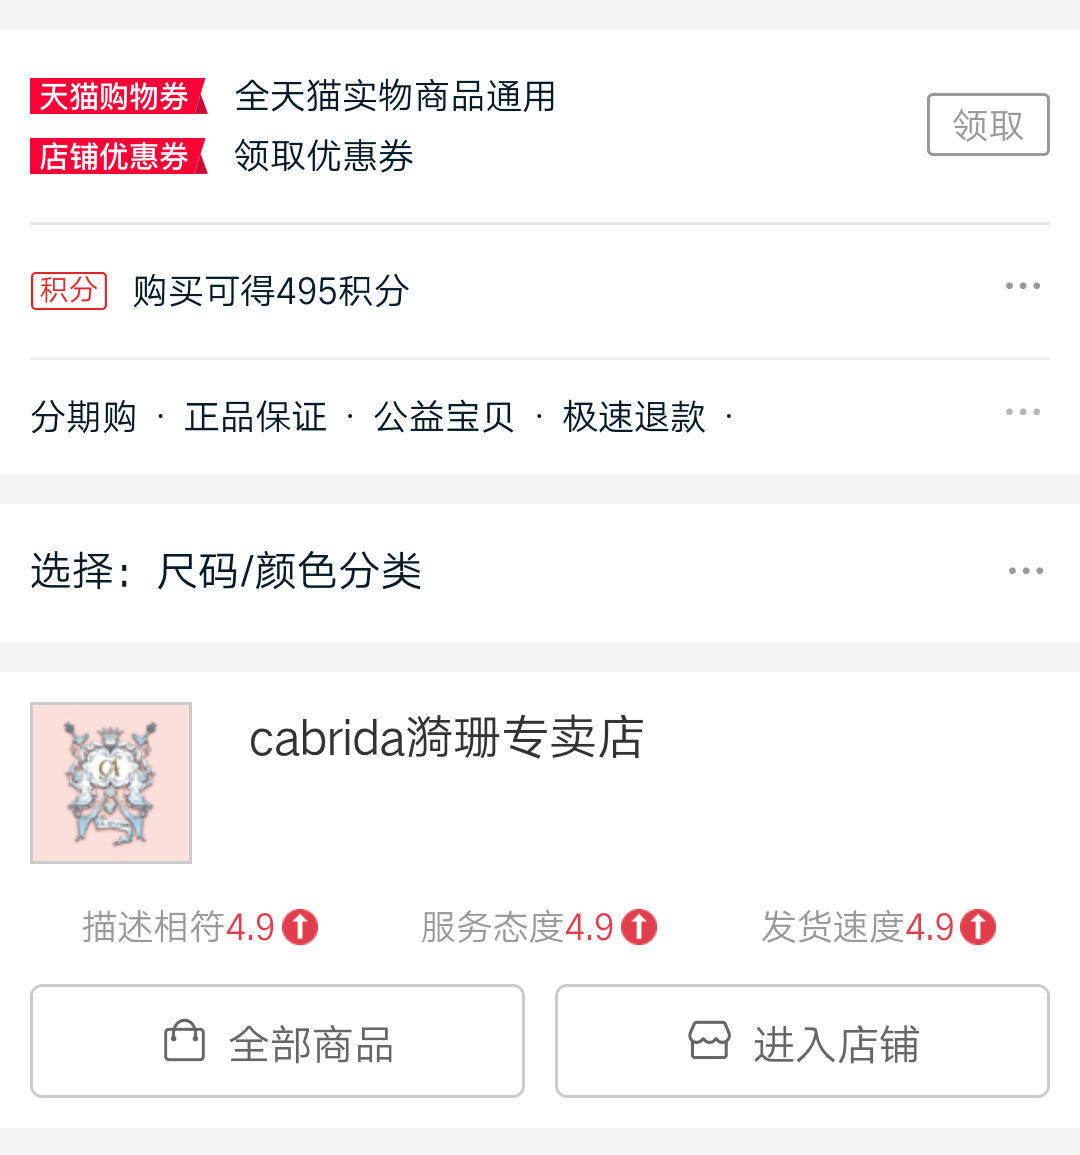 天猫购物券 全天猫实物商品通用
店铺优惠券 领取优惠券
领取
积分 购买可得495积分
分期购 · 正品保证 · 公益宝贝 · 极速退款 ·
选择：尺码/颜色分类
cabrida漪珊专卖店
描述相符4.9 服务态度4.9 发货速度4.9
全部商品 进入店铺